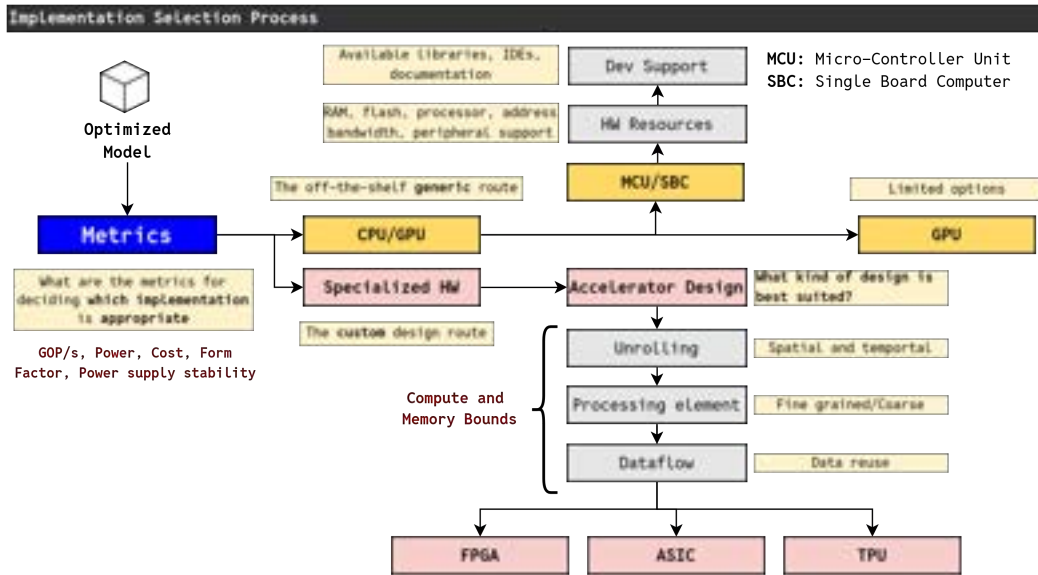 Implementation Selection Process
Available libraries, IDEs,
documentation
Dev Support
MCU: Micro-Controller Unit
SBC: Single Board Computer
Optimized
Model
RAM, flash, processor, address
bandwidth, peripheral support
HW Resources
The off-the-shelf generic route
MCU/SBC
Limited options
Metrics
CPU/GPU
GPU
What are the metrics for
deciding which implementation
is appropriate
Specialized HW
Accelerator Design
What kind of design is
best suited?
The custom design route
GOP/s, Power, Cost, Form
Factor, Power supply stability
Unrolling
Spatial and temportal
Compute and
Memory Bounds
Processing element
Fine grained/Coarse
Dataflow
Data reuse
FPGA
ASIC
TPU